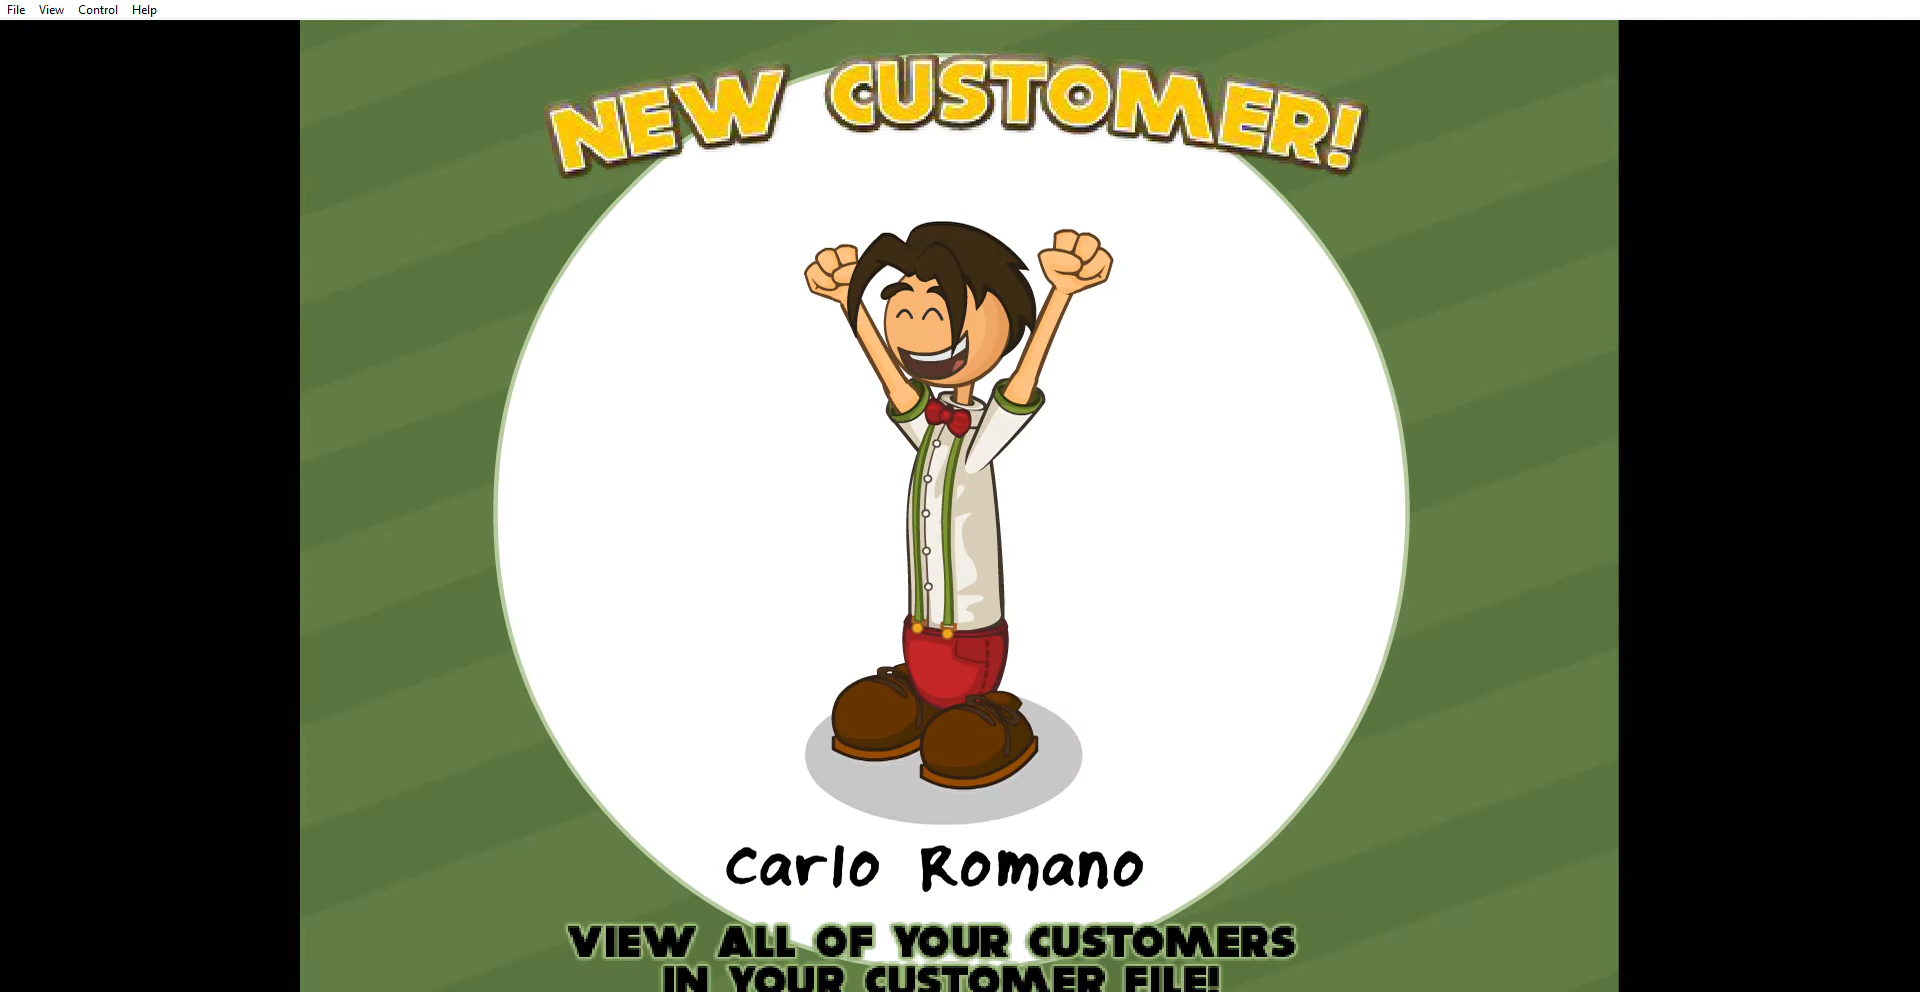 File View Control Help
NEW CUSTOMER!
Carlo Romano
VIEW ALL OF YOUR CUSTOMERS
IN YOUR CUSTOMER FILE!